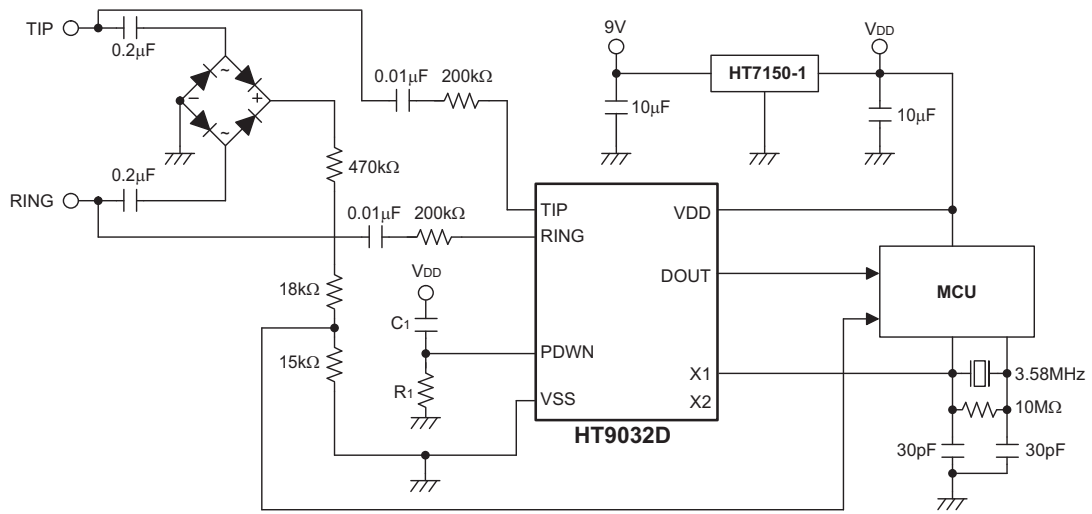 TIP
0.2μF
~
−
+
~
0.2μF
RING
0.01μF
200kΩ
470kΩ
0.01μF
200kΩ
18kΩ
15kΩ
9V
10μF
HT7150-1
VDD
10μF
VDD
C1
R1
TIP
RING
PDWN
VSS
VDD
DOUT
X1
X2
HT9032D
MCU
3.58MHz
10MΩ
30pF
30pF